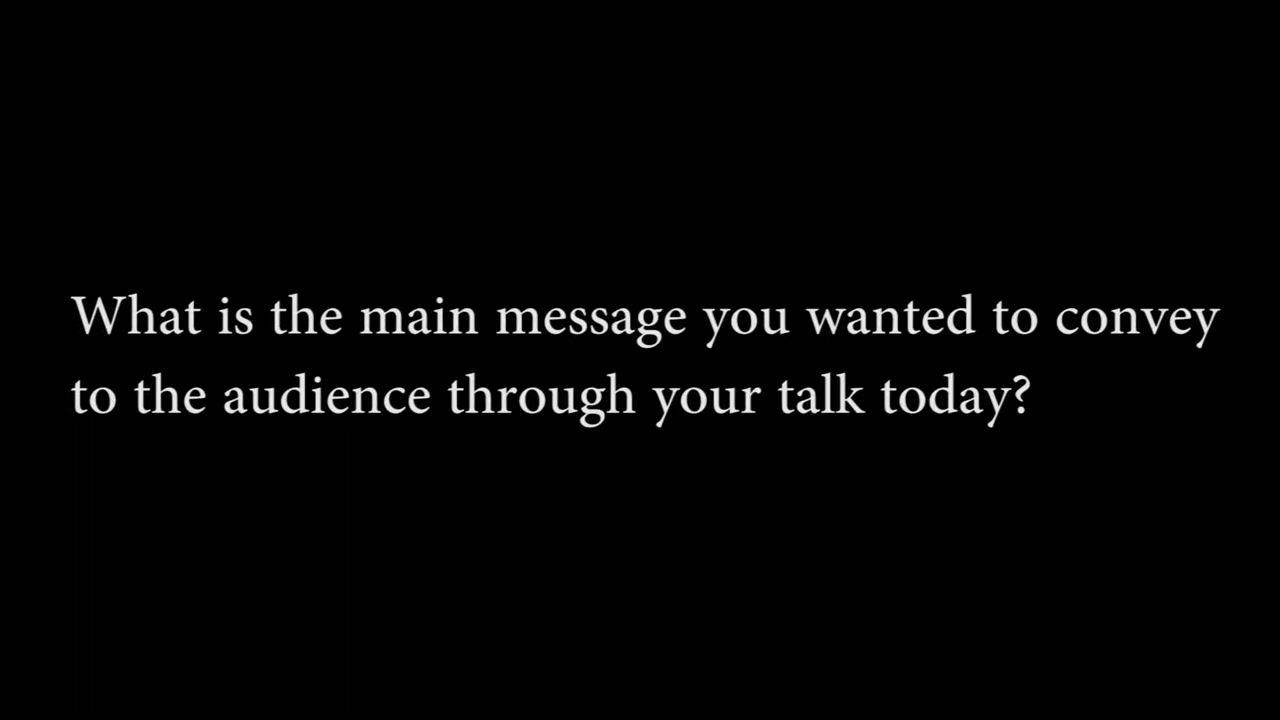 What is the main message you wanted to convey
to the audience through your talk today?